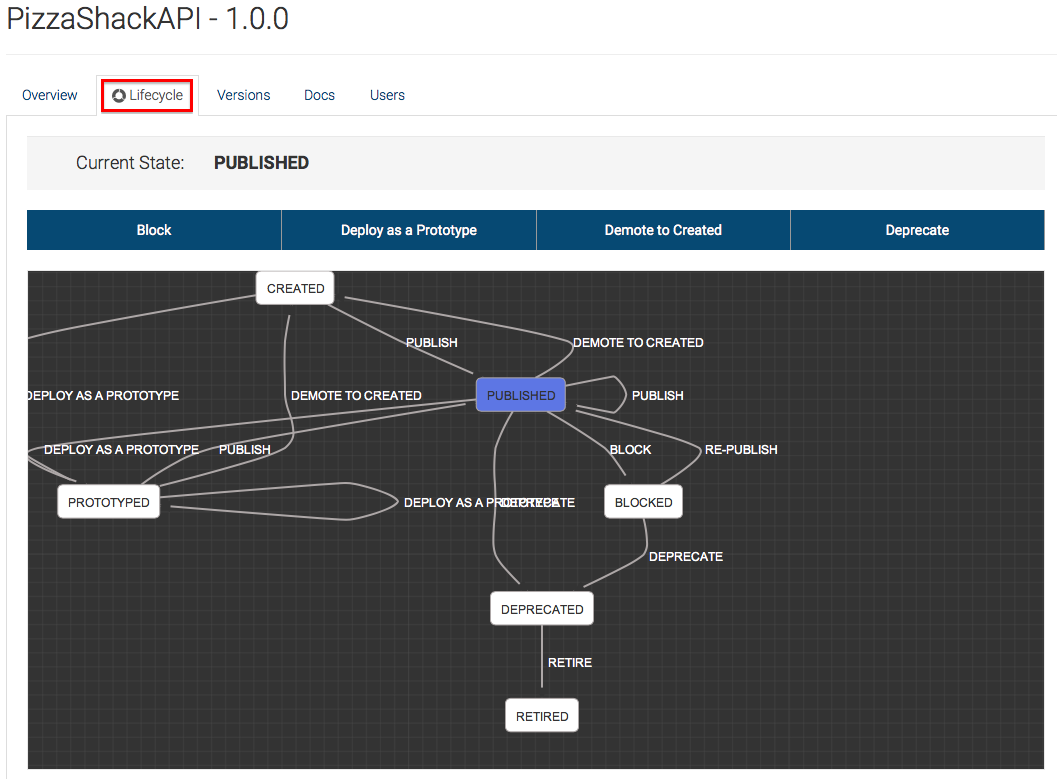 PizzaShackAPI - 1.0.0
Overview Lifecycle Versions Docs Users
Current State: PUBLISHED
Block Deploy as a Prototype Demote to Created Deprecate
CREATED
PUBLISH DEMOTE TO CREATED
DEPLOY AS A PROTOTYPE DEMOTE TO CREATED PUBLISHED PUBLISH
DEPLOY AS A PROTOTYPE PUBLISH BLOCK RE-PUBLISH
PROTOTYPED DEPLOY AS A PROTOTYPE DEPRECATE BLOCKED
DEPRECATE
DEPRECATED
RETIRE
RETIRED